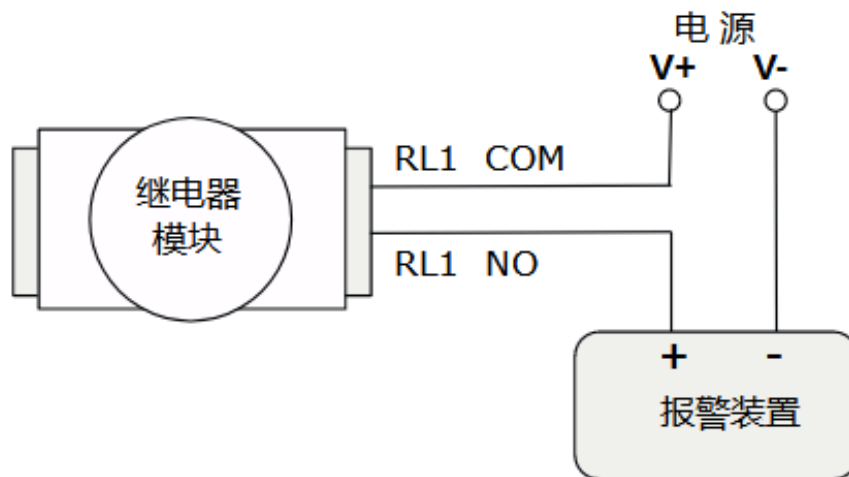 电 源
V+ V-
RL1 COM
继电器
模块
RL1 NO
+ -
报警装置